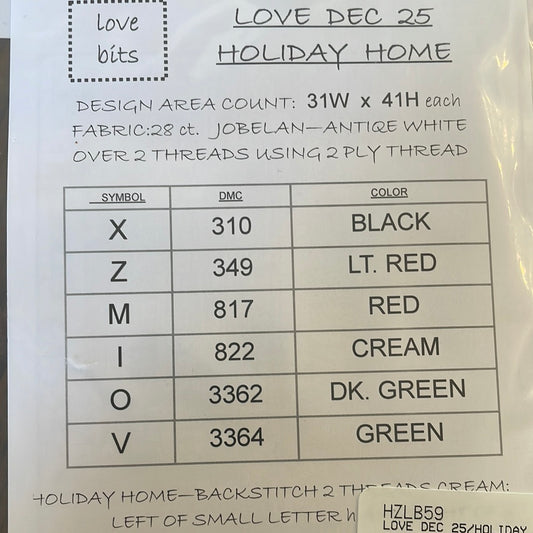 love
bits
LOVE DEC 25
HOLIDAY HOME
DESIGN AREA COUNT: 31W x 41H each
FABRIC:28 ct. JOBELAN—ANTIQE WHITE
OVER 2 THREADS USING 2 PLY THREAD
SYMBOL DMC COLOR
X 310 BLACK
Z 349 LT. RED
M 817 RED
I 822 CREAM
O 3362 DK. GREEN
V 3364 GREEN
HOLIDAY HOME—BACKSTITCH 2 THREADS CREAM:
LEFT OF SMALL LETTER h
HZLB59
LOVE DEC 25/HOLIDAY